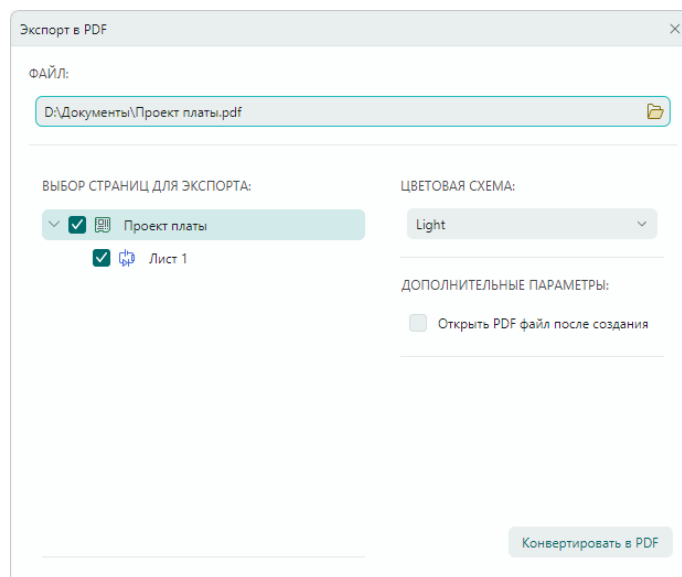 Экспорт в PDF
ФАЙЛ:
D:\Документы\Проект платы.pdf
ВЫБОР СТРАНИЦ ДЛЯ ЭКСПОРТА:
Проект платы
Лист 1
ЦВЕТОВАЯ СХЕМА:
Light
ДОПОЛНИТЕЛЬНЫЕ ПАРАМЕТРЫ:
Открыть PDF файл после создания
Конвертировать в PDF